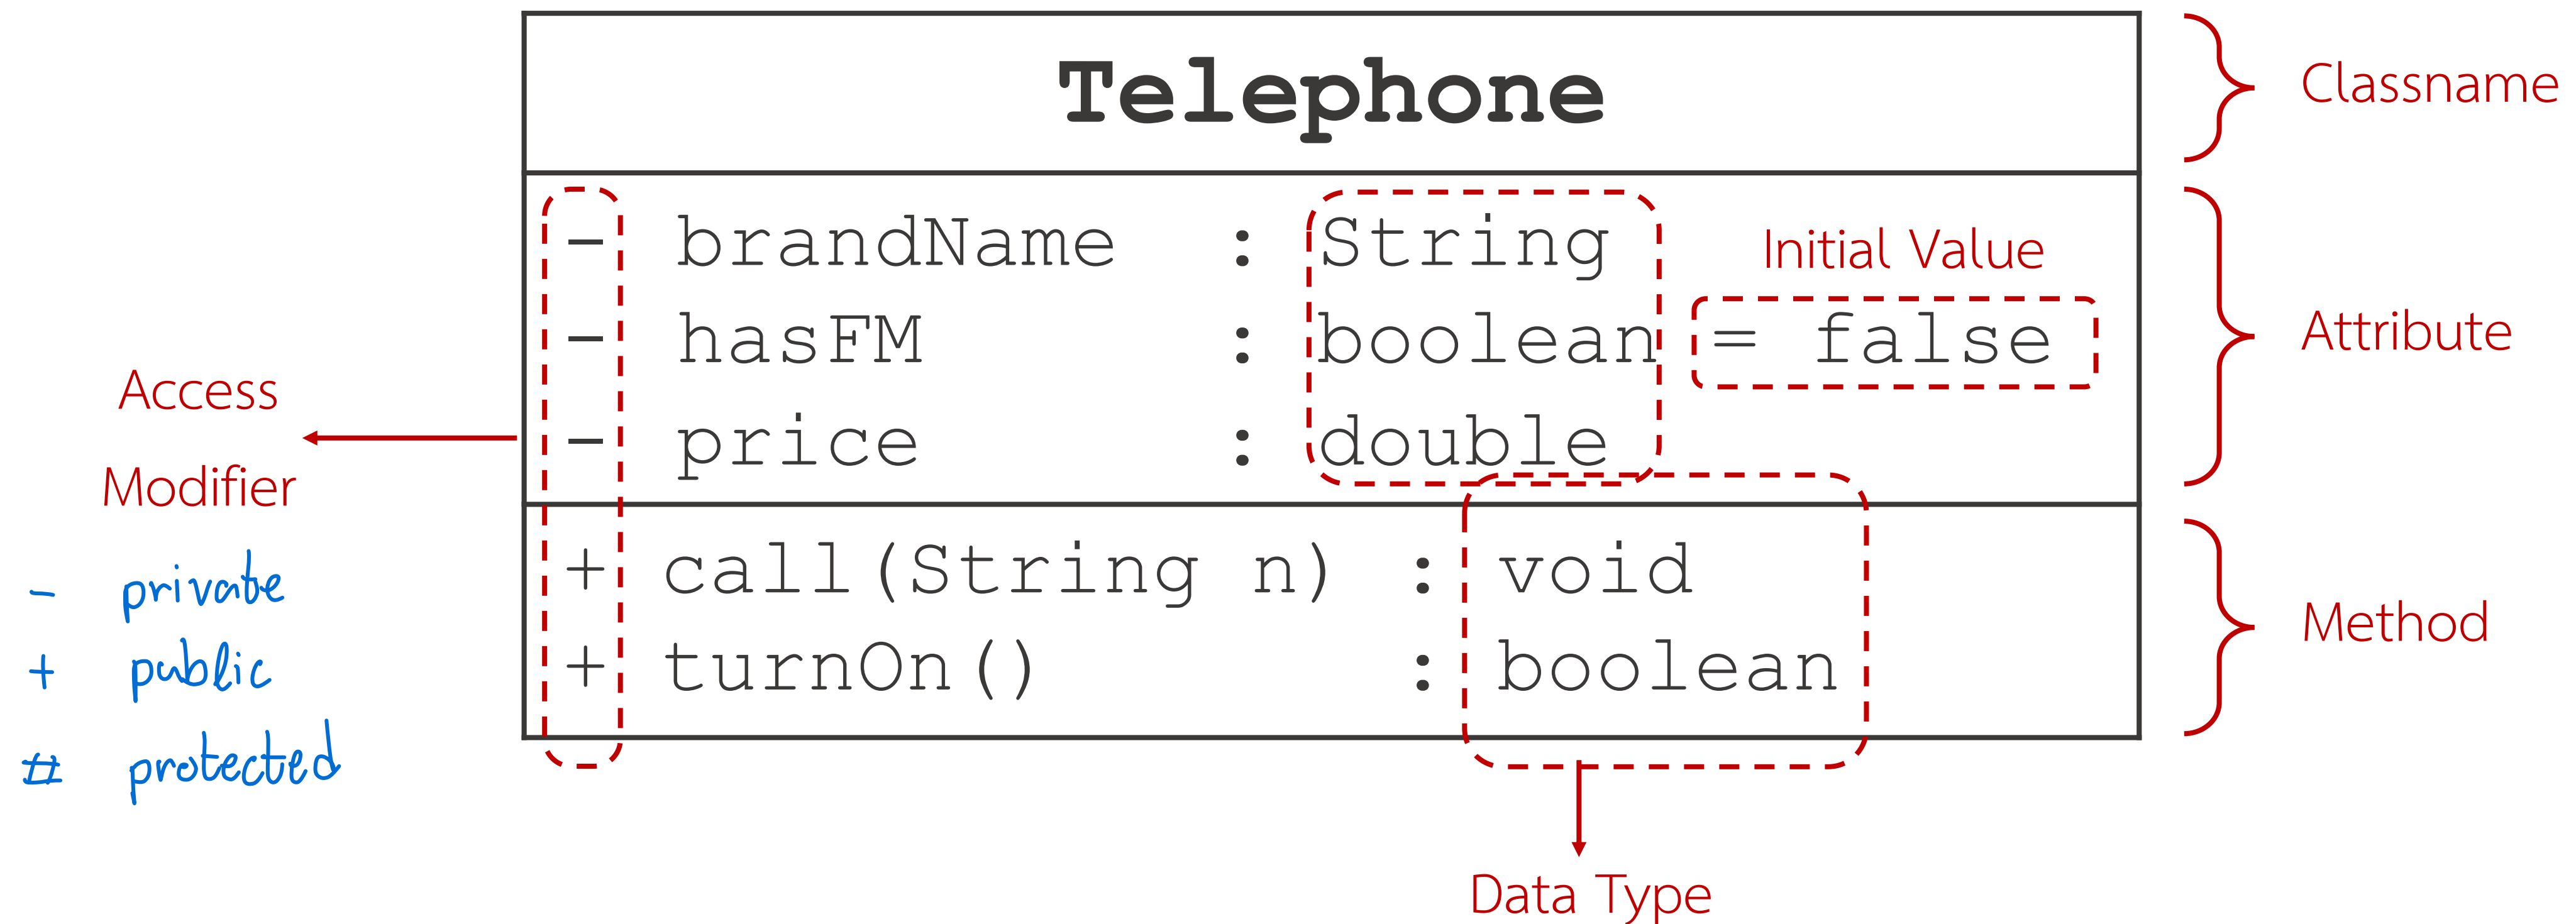 Telephone
Classname
- brandName : String
Initial Value
- hasFM : boolean = false
Attribute
- price : double
Access
Modifier
+ call(String n) : void
+ turnOn() : boolean
Method
- private
+ public
# protected
Data Type